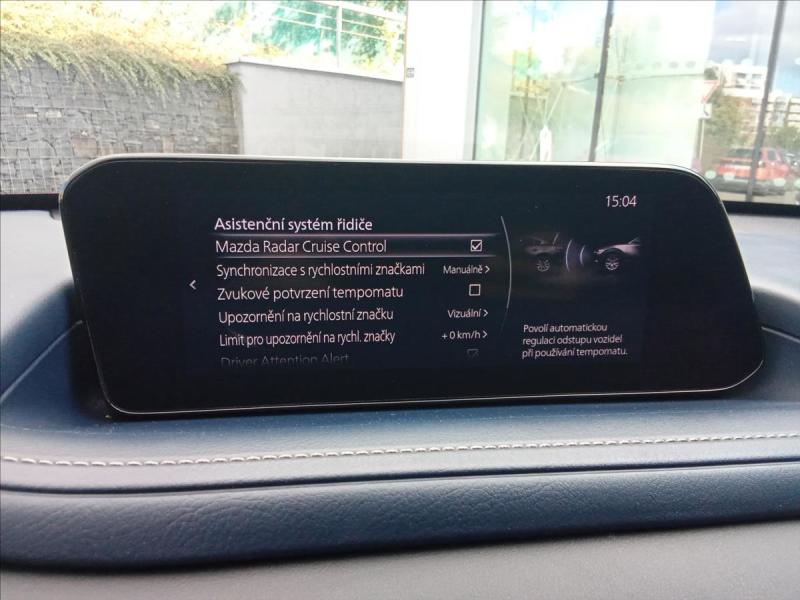 15:04
Asistenční systém řidiče
Mazda Radar Cruise Control
Synchronizace s rychlostními značkami Manuálně
Zvukové potvrzení tempomatu
Upozornění na rychlostní značku Vizuální
Limit pro upozornění na rychl. značky + 0 km/h
Driver Attention Alert
Povolí automatickou
regulaci odstupu vozidel
při používání tempomatu.